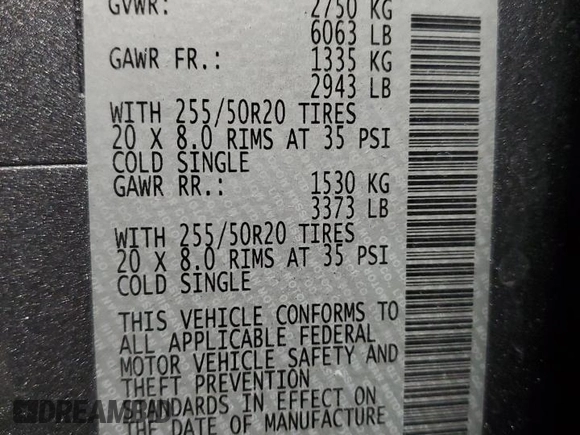 GVWR: 2750 KG
6063 LB
GAWR FR.: 1335 KG
2943 LB
WITH 255/50R20 TIRES
20 X 8.0 RIMS AT 35 PSI
COLD SINGLE
GAWR RR.: 1530 KG
3373 LB
WITH 255/50R20 TIRES
20 X 8.0 RIMS AT 35 PSI
COLD SINGLE
THIS VEHICLE CONFORMS TO
ALL APPLICABLE FEDERAL
MOTOR VEHICLE SAFETY AND
THEFT PREVENTION
STANDARDS IN EFFECT ON
THE DATE OF MANUFACTURE
DREAMBID